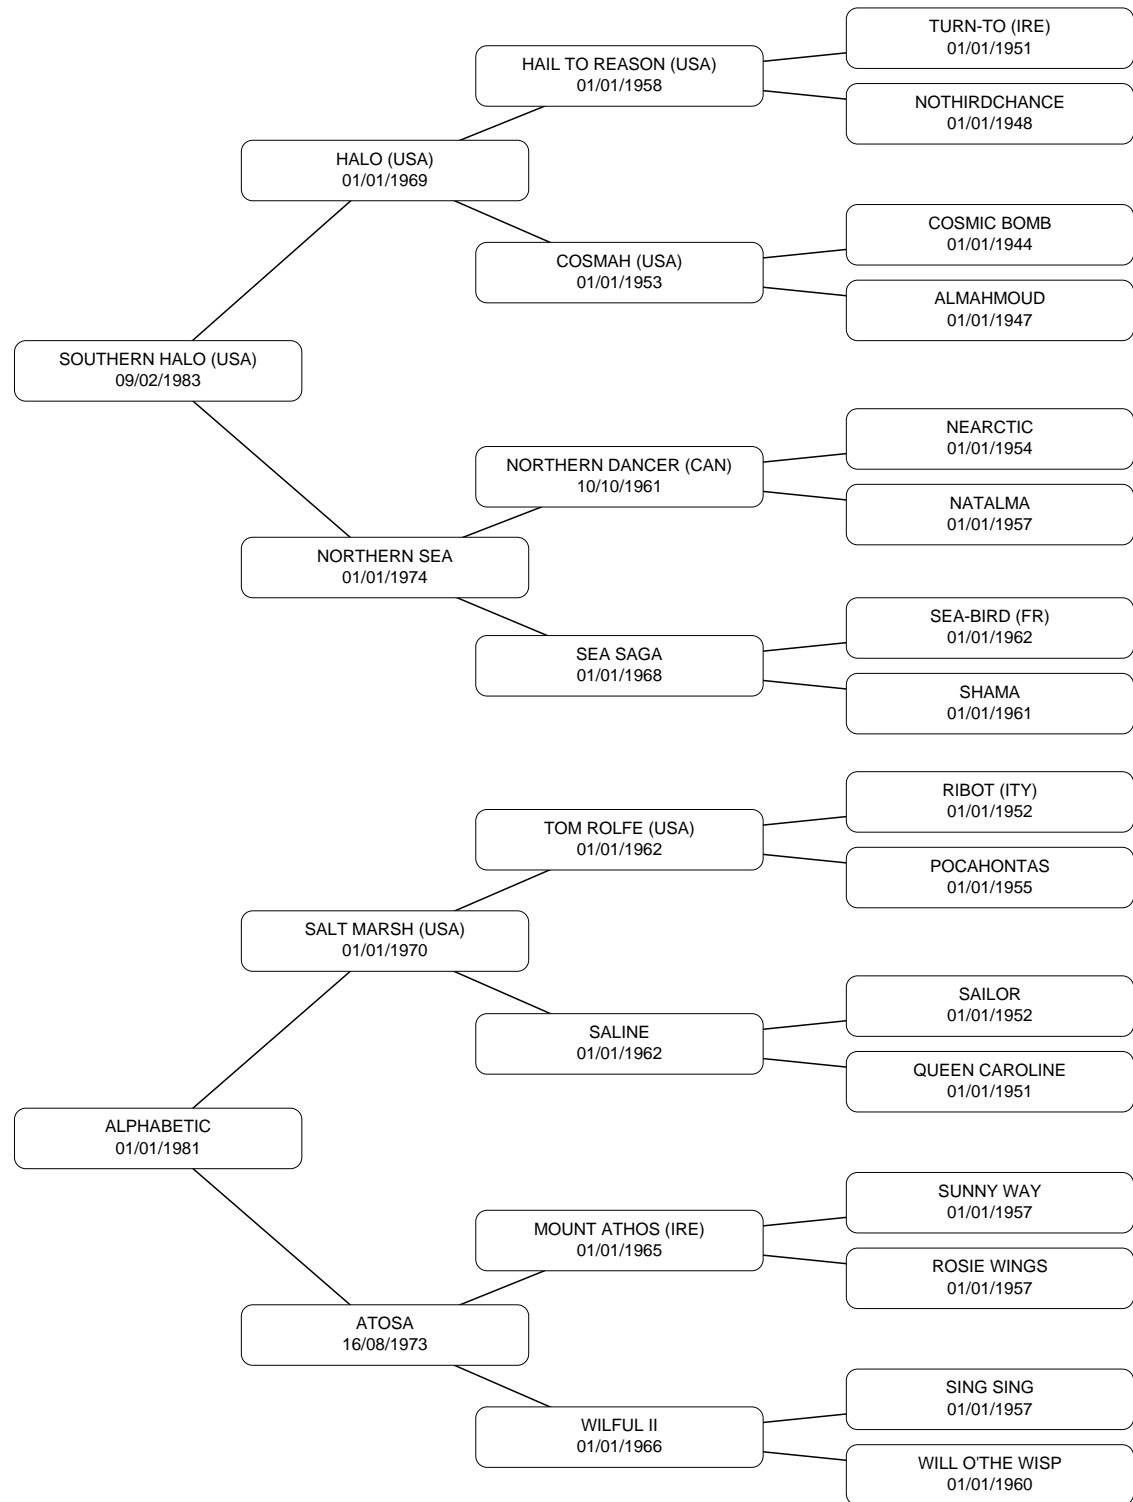 TURN-TO (IRE)
01/01/1951
HAIL TO REASON (USA)
01/01/1958
NOTHIRDCHANCE
01/01/1948
HALO (USA)
01/01/1969
COSMIC BOMB
01/01/1944
COSMAH (USA)
01/01/1953
ALMAHMOUD
01/01/1947
SOUTHERN HALO (USA)
09/02/1983
NEARCTIC
01/01/1954
NORTHERN DANCER (CAN)
10/10/1961
NATALMA
01/01/1957
NORTHERN SEA
01/01/1974
SEA-BIRD (FR)
01/01/1962
SEA SAGA
01/01/1968
SHAMA
01/01/1961
RIBOT (ITY)
01/01/1952
TOM ROLFE (USA)
01/01/1962
POCAHONTAS
01/01/1955
SALT MARSH (USA)
01/01/1970
SAILOR
01/01/1952
SALINE
01/01/1962
QUEEN CAROLINE
01/01/1951
ALPHABETIC
01/01/1981
SUNNY WAY
01/01/1957
MOUNT ATHOS (IRE)
01/01/1965
ROSIE WINGS
01/01/1957
ATOSA
16/08/1973
SING SING
01/01/1957
WILFUL II
01/01/1966
WILL O'THE WISP
01/01/1960